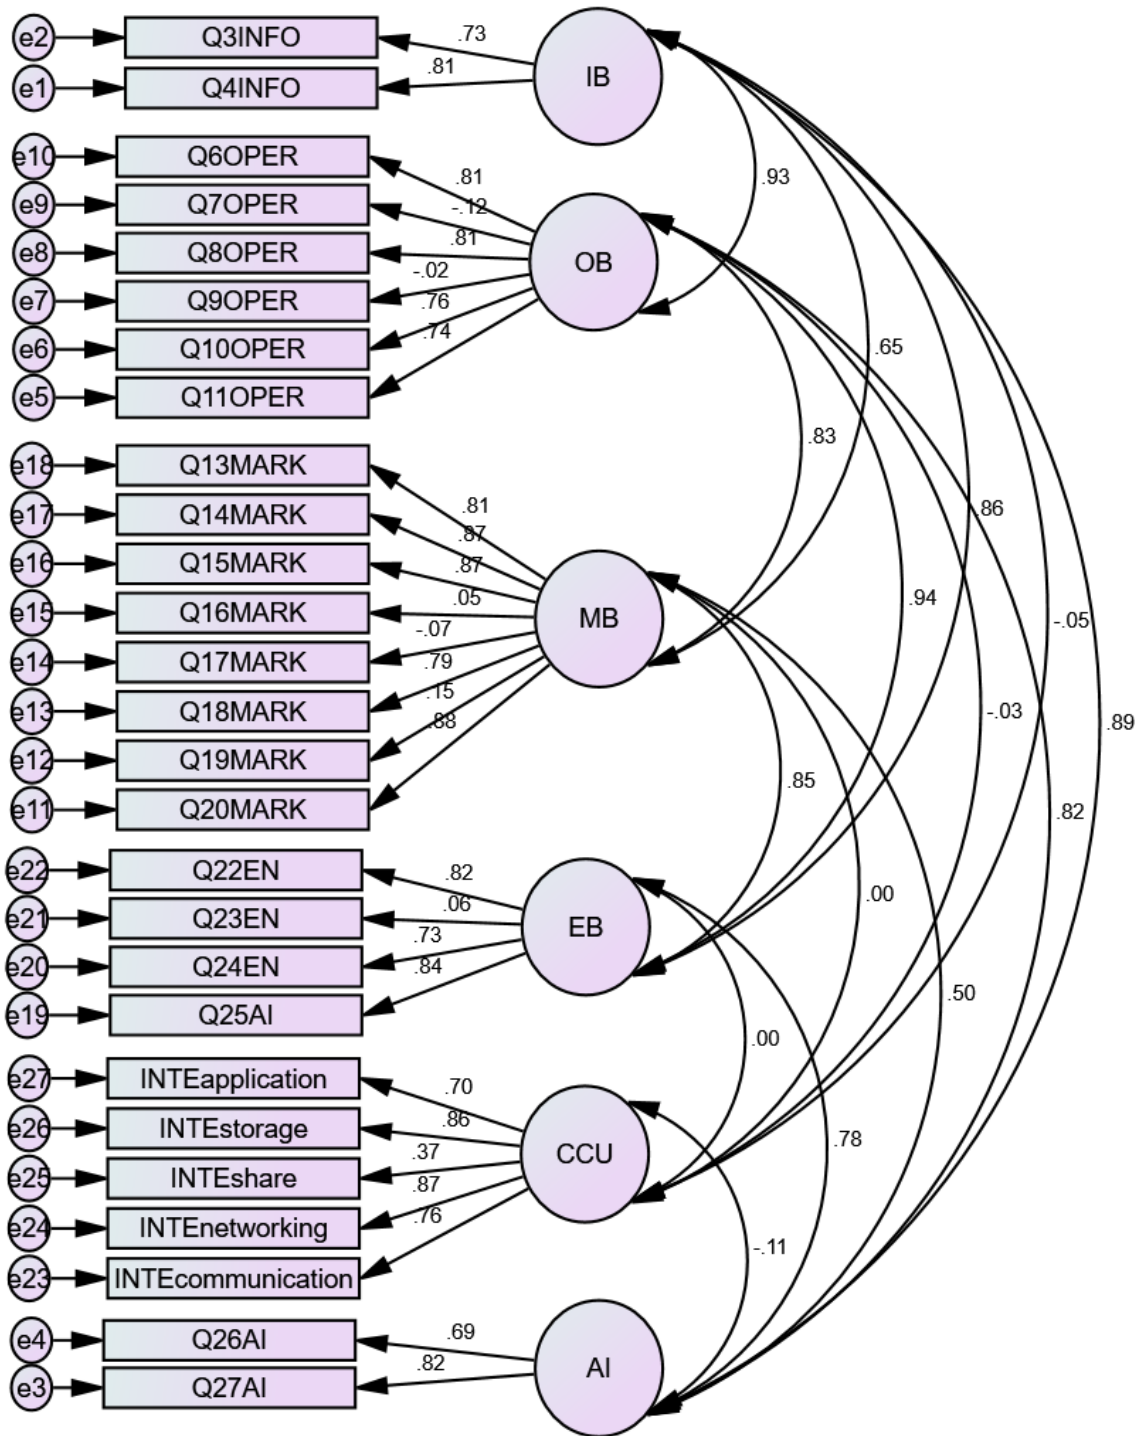 e2 Q3INFO .73 IB
e1 Q4INFO .81
e10 Q6OPER .81 .93
e9 Q7OPER -.12
e8 Q8OPER .81 OB
e7 Q9OPER -.02
e6 Q10OPER .76 .65
e5 Q11OPER .74
.83
e18 Q13MARK .81
e17 Q14MARK .87 .86
e16 Q15MARK .87
e15 Q16MARK .05 MB .94 -.05
e14 Q17MARK -.07
e13 Q18MARK .79 -.03 .89
e12 Q19MARK .15
e11 Q20MARK .88 .85 .82
e22 Q22EN .82 .00
e21 Q23EN .06 EB
e20 Q24EN .73
e19 Q25AI .84 .50
.00
e27 INTEapplication .70
e26 INTEstorage .86 CCU .78
e25 INTEshare .37
e24 INTEnetworking .87
e23 INTEcommunication .76 -.11
e4 Q26AI .69 AI
e3 Q27AI .82